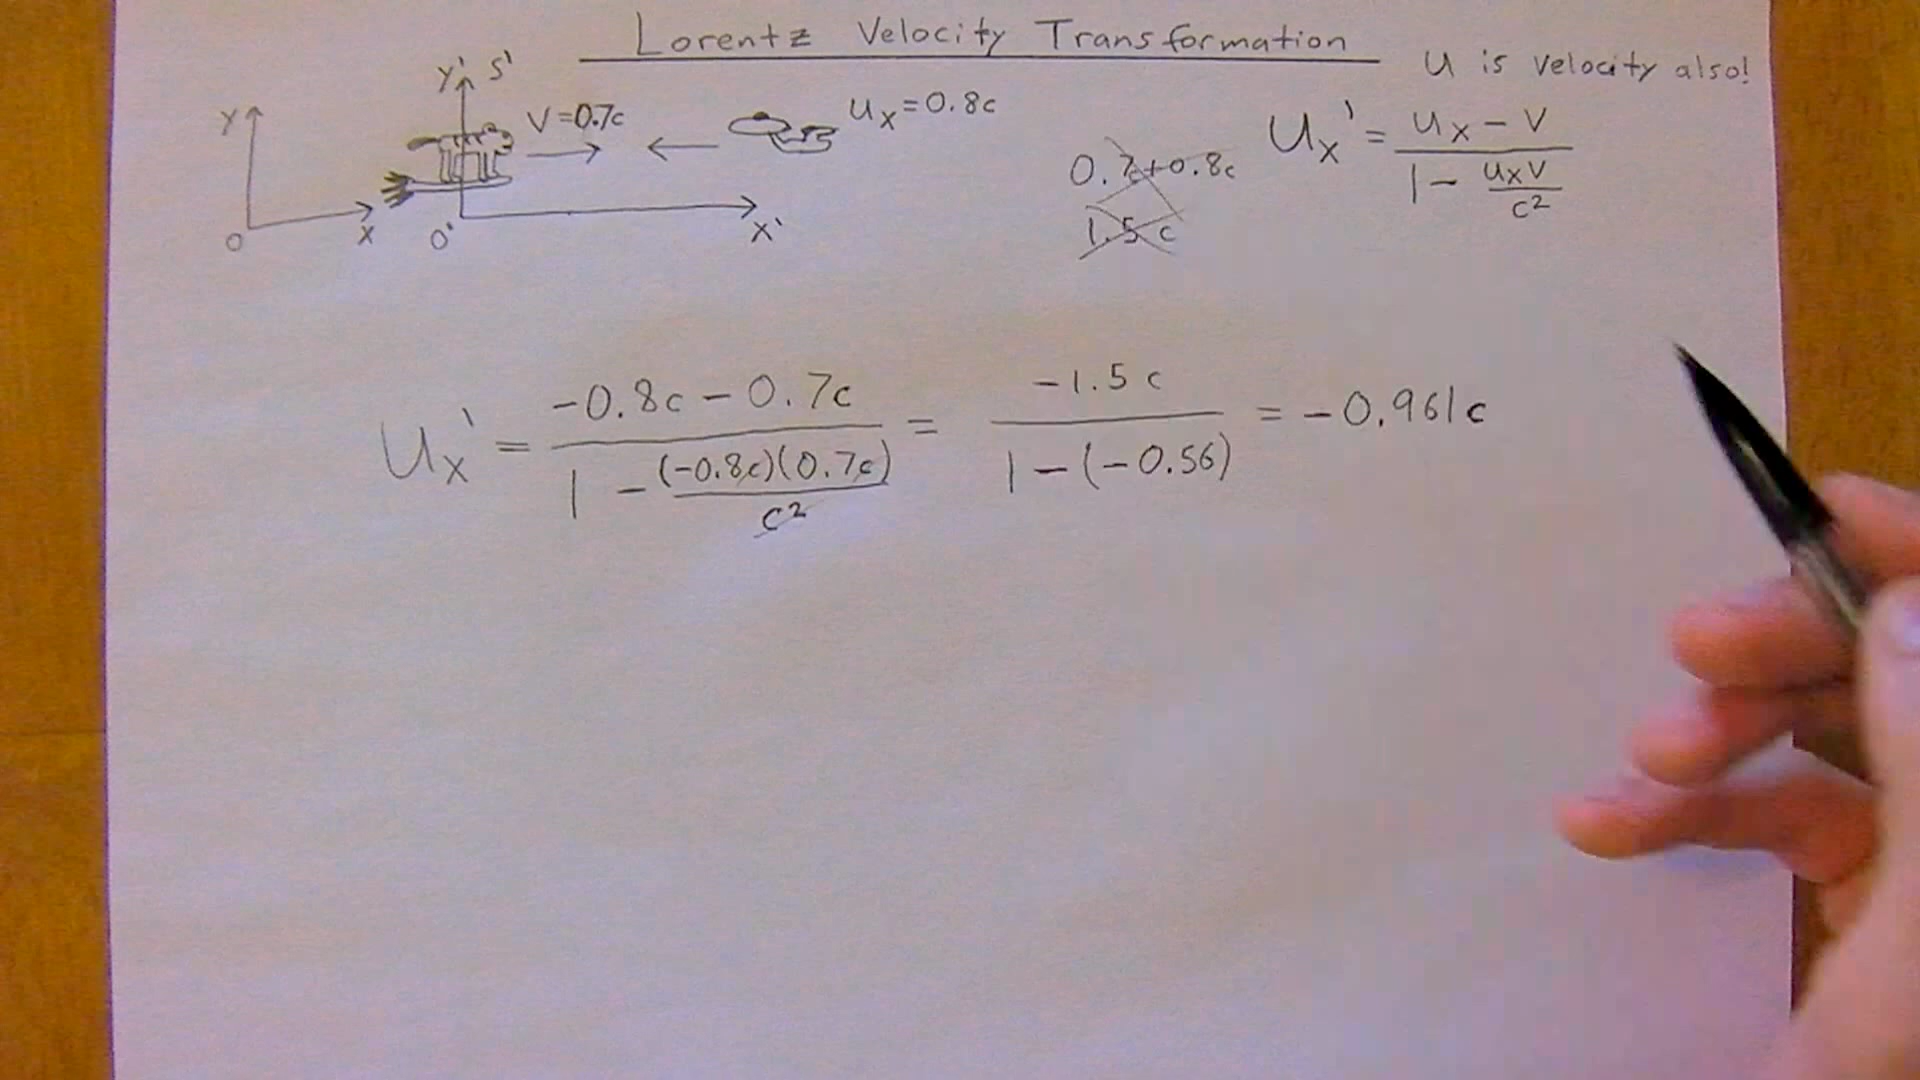 Lorentz Velocity Transformation
u is velocity also!
Y
Y' S'
V=0.7c
ux=0.8c
0.7c+0.8c
1.5c
ux' = ux - v / 1 - uxv/c²
O
X
O'
X'
ux' = -0.8c - 0.7c / 1 - (-0.8c)(0.7c)/c² = -1.5c / 1 - (-0.56) = -0.961c